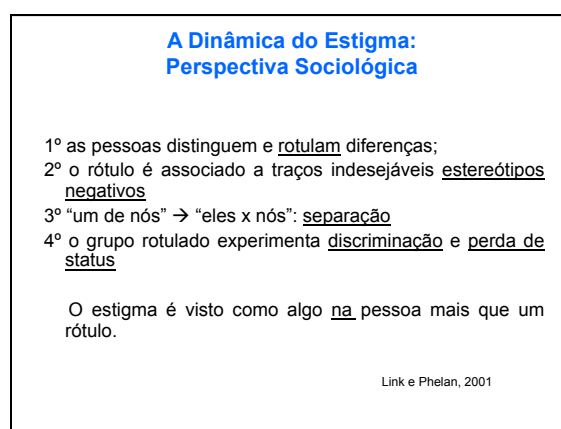 A Dinâmica do Estigma:
Perspectiva Sociológica
1º as pessoas distinguem e rotulam diferenças;
2º o rótulo é associado a traços indesejáveis estereótipos
negativos
3º “um de nós” → “eles x nós”: separação
4º o grupo rotulado experimenta discriminação e perda de
status
O estigma é visto como algo na pessoa mais que um
rótulo.
Link e Phelan, 2001